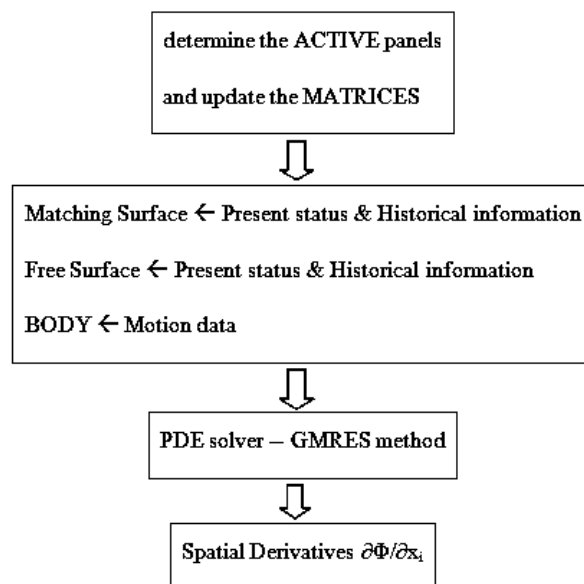 determine the ACTIVE panels
and update the MATRICES
Matching Surface ← Present status & Historical information
Free Surface ← Present status & Historical information
BODY ← Motion data
PDE solver – GMRES method
Spatial Derivatives ∂Φ/∂xᵢ